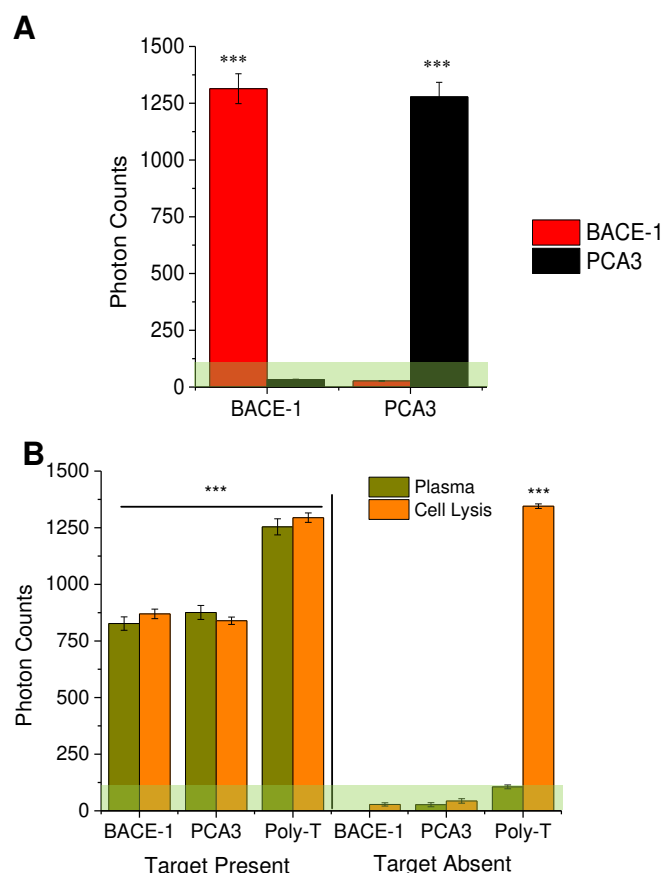 A
1500
1250
1000
750
500
250
0
Photon Counts
***
***
BACE-1
PCA3
BACE-1
PCA3
B
1500
1250
1000
750
500
250
0
Photon Counts
***
***
Plasma
Cell Lysis
BACE-1 PCA3 Poly-T BACE-1 PCA3 Poly-T
Target Present Target Absent